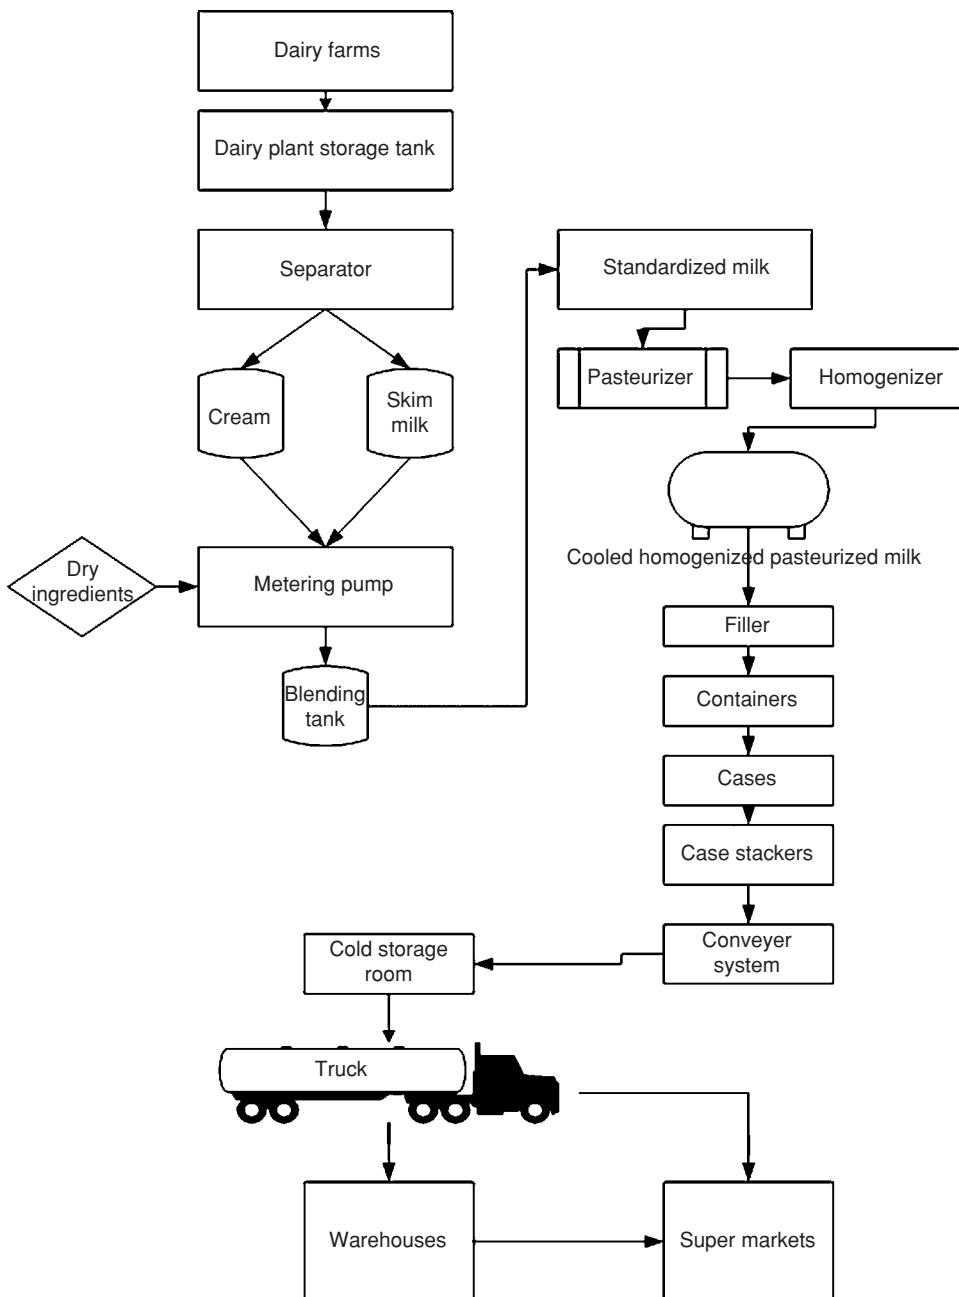 Dairy farms
Dairy plant storage tank
Separator
Cream
Skim
milk
Dry
ingredients
Metering pump
Blending
tank
Standardized milk
Pasteurizer
Homogenizer
Cooled homogenized pasteurized milk
Filler
Containers
Cases
Case stackers
Conveyer
system
Cold storage
room
Truck
Warehouses
Super markets